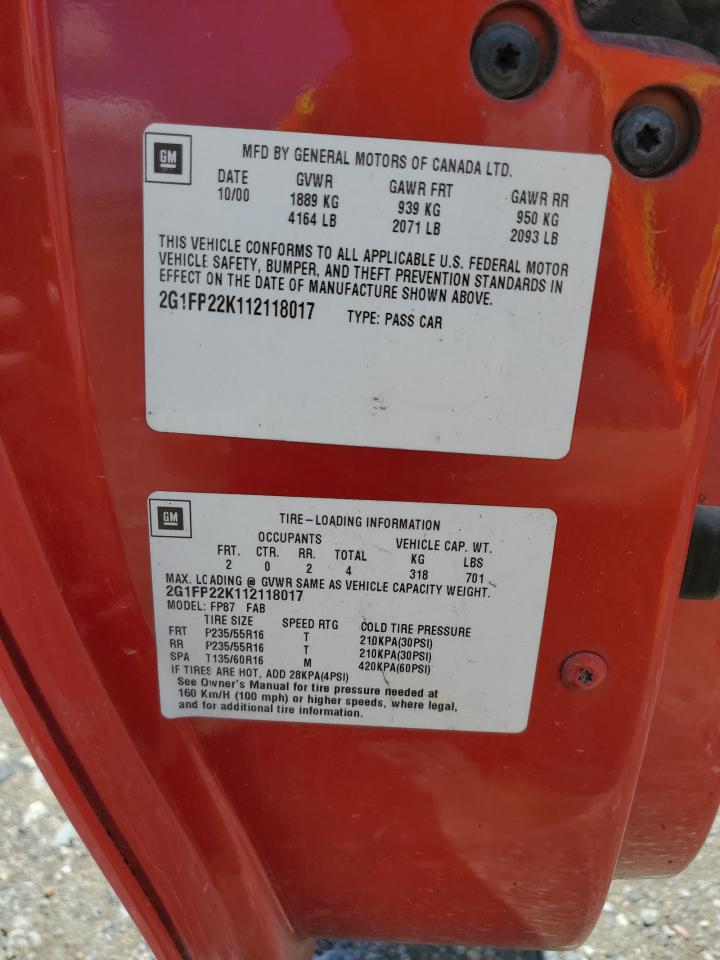 GM
MFD BY GENERAL MOTORS OF CANADA LTD.
DATE GVWR GAWR FRT GAWR RR
10/00 1889 KG 939 KG 950 KG
4164 LB 2071 LB 2093 LB
THIS VEHICLE CONFORMS TO ALL APPLICABLE U.S. FEDERAL MOTOR
VEHICLE SAFETY, BUMPER, AND THEFT PREVENTION STANDARDS IN
EFFECT ON THE DATE OF MANUFACTURE SHOWN ABOVE.
2G1FP22K112118017 TYPE: PASS CAR
GM
TIRE-LOADING INFORMATION
OCCUPANTS VEHICLE CAP. WT.
FRT. CTR. RR. TOTAL KG LBS
2 0 2 4 318 701
MAX. LOADING @ GVWR SAME AS VEHICLE CAPACITY WEIGHT.
2G1FP22K112118017
MODEL: FP87 FAB
TIRE SIZE SPEED RTG COLD TIRE PRESSURE
FRT P235/55R16 T 210KPA(30PSI)
RR P235/55R16 T 210KPA(30PSI)
SPA T135/60R16 M 420KPA(60PSI)
IF TIRES ARE HOT, ADD 28KPA(4PSI)
See Owner's Manual for tire pressure needed at
160 Km/H (100 mph) or higher speeds, where legal,
and for additional tire information.